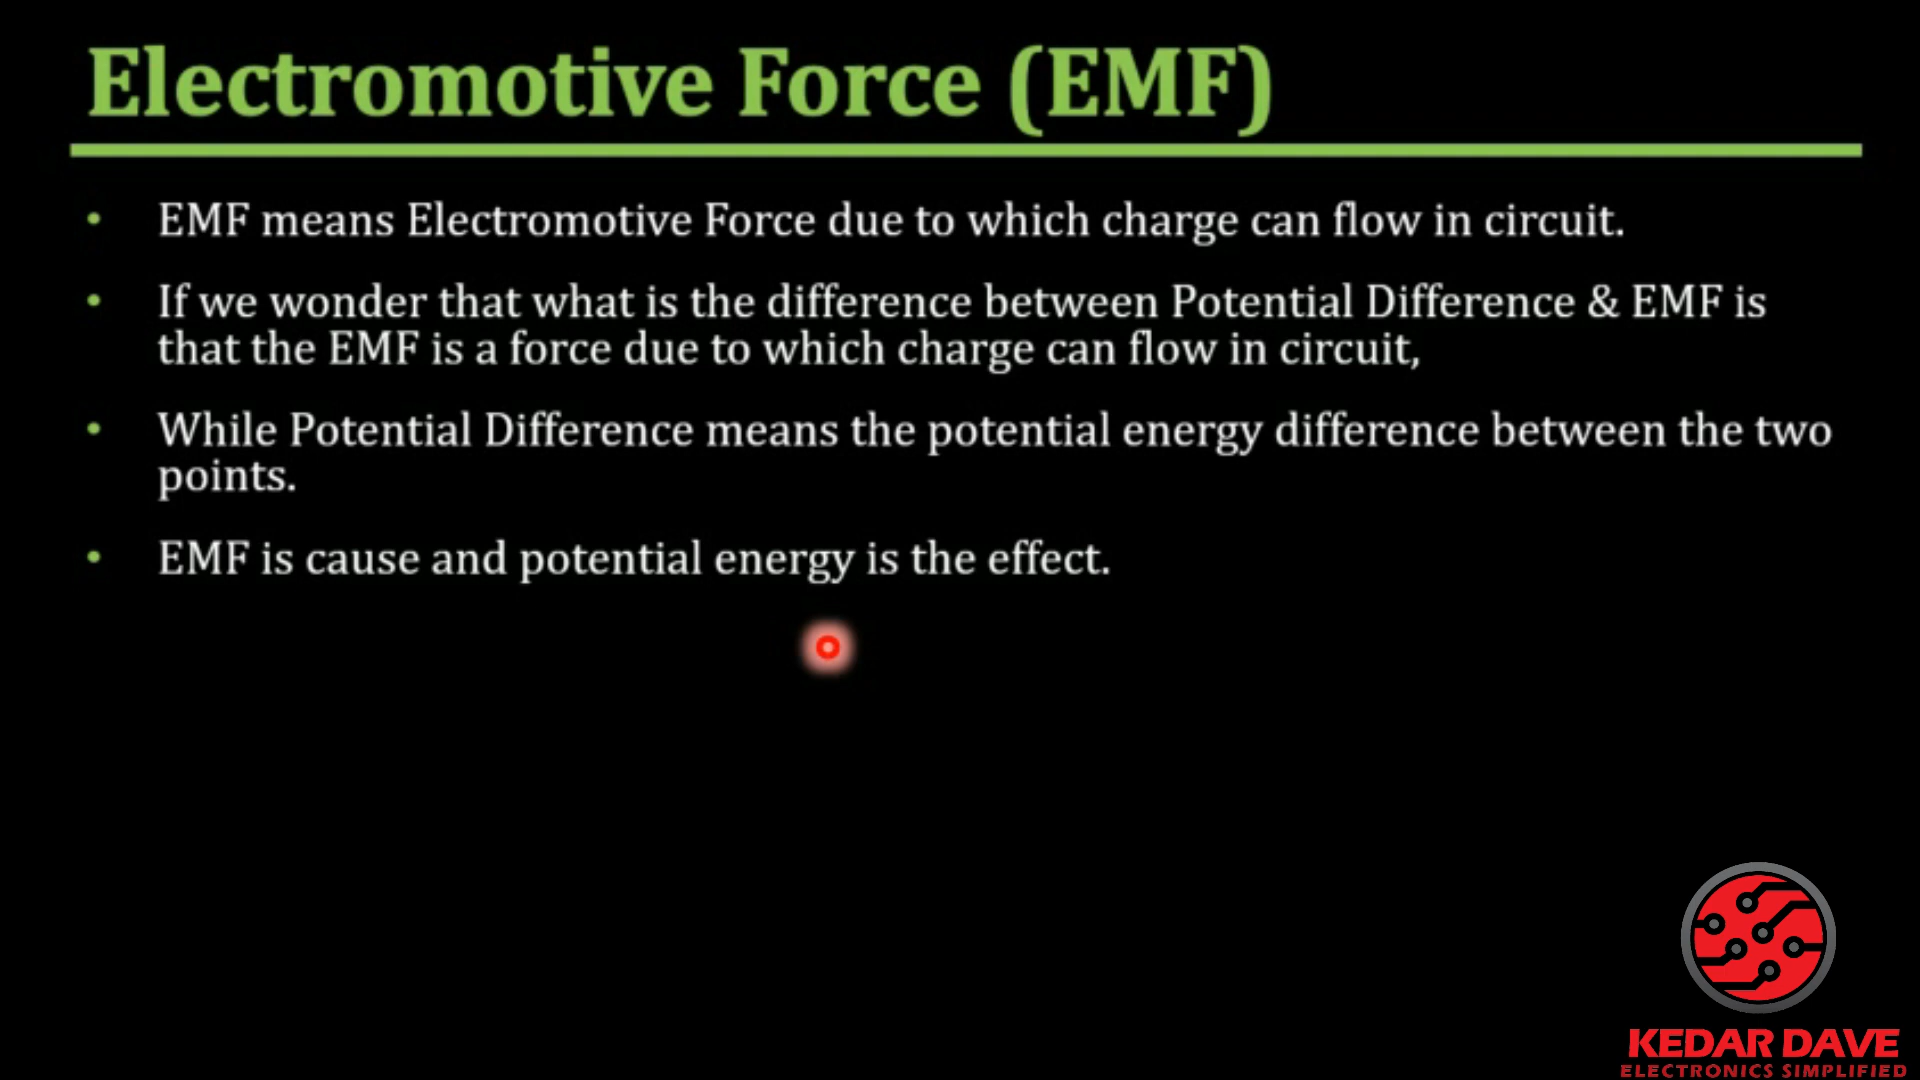 Electromotive Force (EMF)
• EMF means Electromotive Force due to which charge can flow in circuit.
• If we wonder that what is the difference between Potential Difference & EMF is
that the EMF is a force due to which charge can flow in circuit,
• While Potential Difference means the potential energy difference between the two
points.
• EMF is cause and potential energy is the effect.
KEDAR DAVE
ELECTRONICS SIMPLIFIED